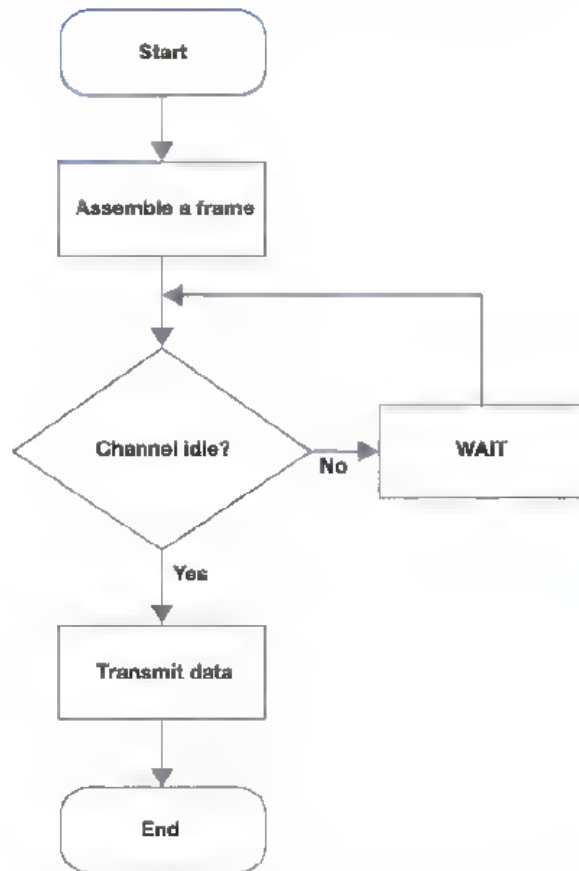 Start
Assemble a frame
Channel idle?
No
WAIT
Yes
Transmit data
End